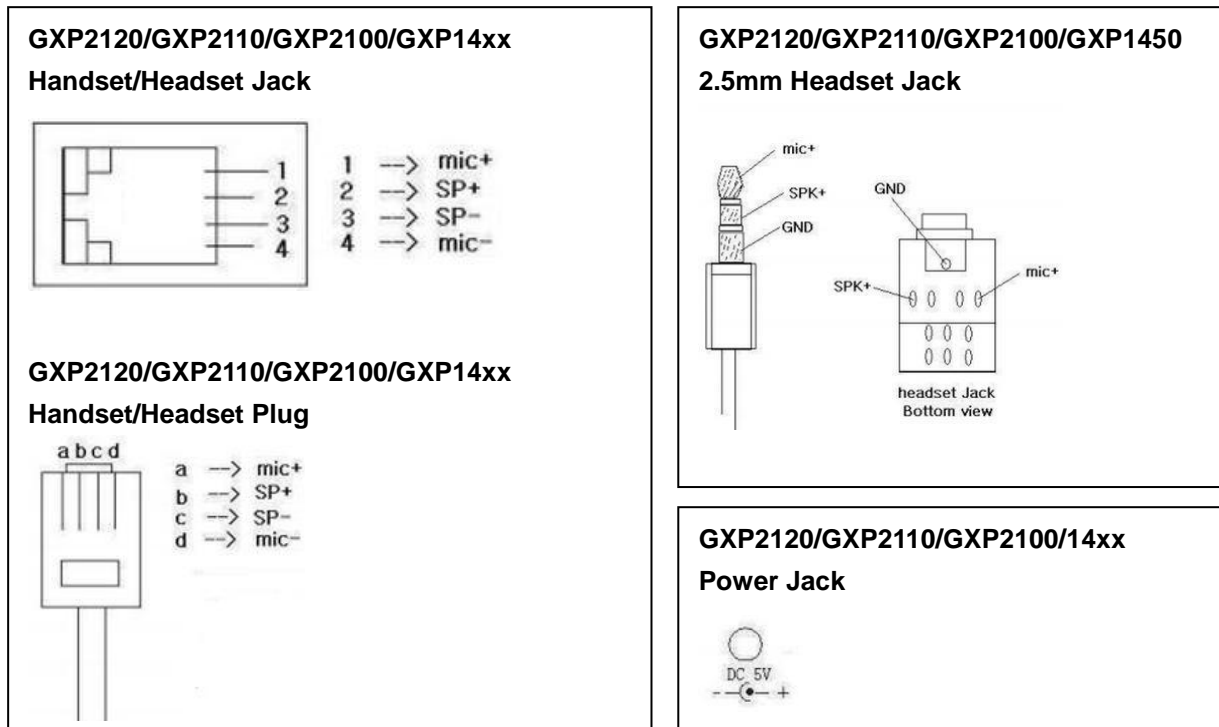 GXP2120/GXP2110/GXP2100/GXP14xx
Handset/Headset Jack
1
2
3
4
1 --> mic+
2 --> SP+
3 --> SP-
4 --> mic-
GXP2120/GXP2110/GXP2100/GXP14xx
Handset/Headset Plug
a b c d
a --> mic+
b --> SP+
c --> SP-
d --> mic-
GXP2120/GXP2110/GXP2100/GXP1450
2.5mm Headset Jack
mic+
SPK+
GND
GND
SPK+
mic+
headset Jack
Bottom view
GXP2120/GXP2110/GXP2100/14xx
Power Jack
DC 5V
- +